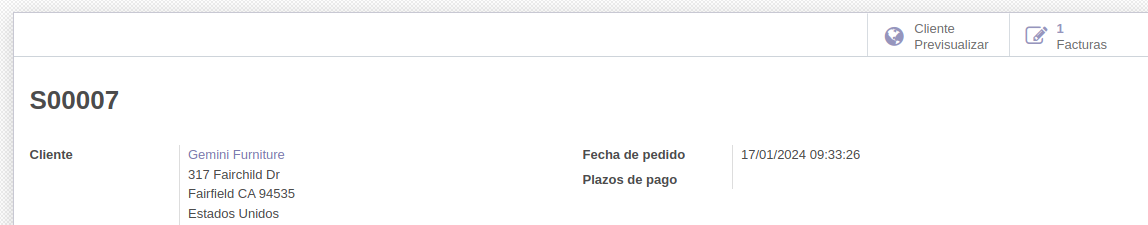 Cliente
Previsualizar
1
Facturas
S00007
Cliente
Gemini Furniture
317 Fairchild Dr
Fairfield CA 94535
Estados Unidos
Fecha de pedido
17/01/2024 09:33:26
Plazos de pago